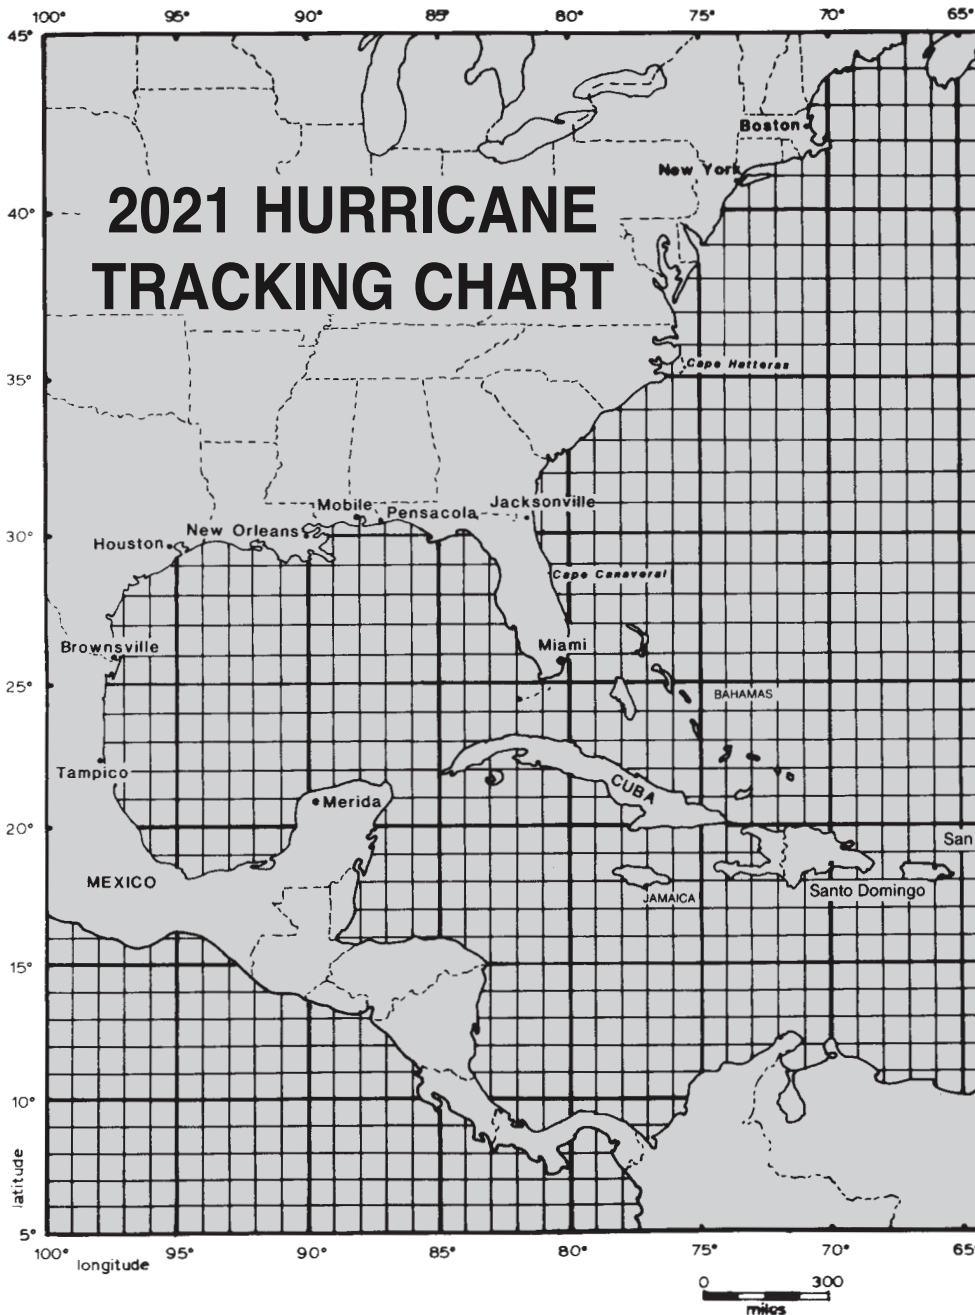 100° 95° 90° 85° 80° 75° 70° 65°
45°
Boston
New York
2021 HURRICANE
40°
TRACKING CHART
Cape Hatteras
35°
Mobile Jacksonville
Pensacola
New Orleans
30°
Houston
Cape Canaveral
Miami
Brownsville
25°
BAHAMAS
Tampico
CUBA
Merida
20°
San
MEXICO
Santo Domingo
JAMAICA
15°
10°
latitude
5°
100° 95° 90° 85° 80° 75° 70° 65
longitude
0 300
miles